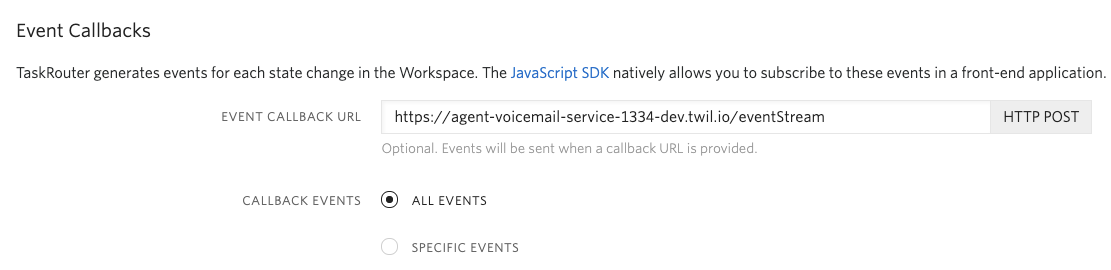 Event Callbacks
TaskRouter generates events for each state change in the Workspace. The JavaScript SDK natively allows you to subscribe to these events in a front-end application.
EVENT CALLBACK URL https://agent-voicemail-service-1334-dev.twil.io/eventStream HTTP POST
Optional. Events will be sent when a callback URL is provided.
CALLBACK EVENTS ALL EVENTS
SPECIFIC EVENTS